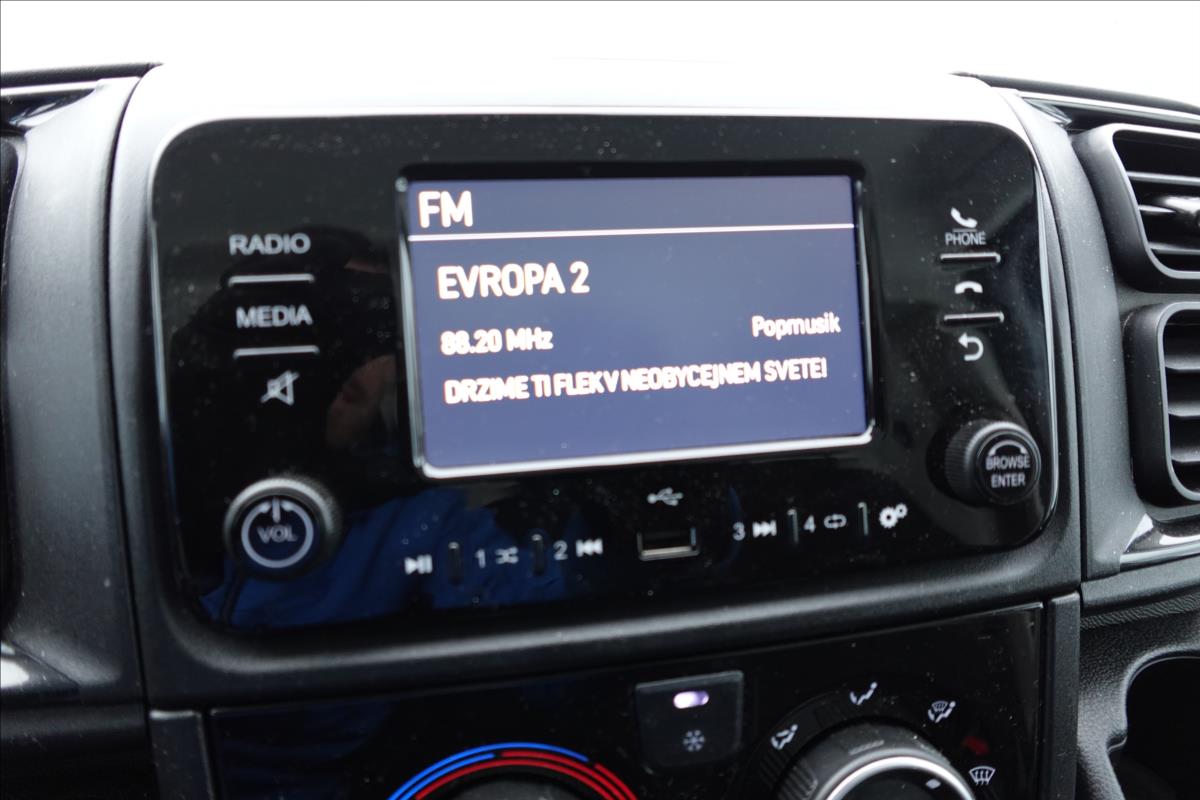 FM
EVROPA 2
88.20 MHz
Popmusik
DRZIME TI FLEK V NEOBYCEJNEM SVETE!
RADIO
MEDIA
VOL
PHONE
BROWSE
ENTER
1
2
3
4